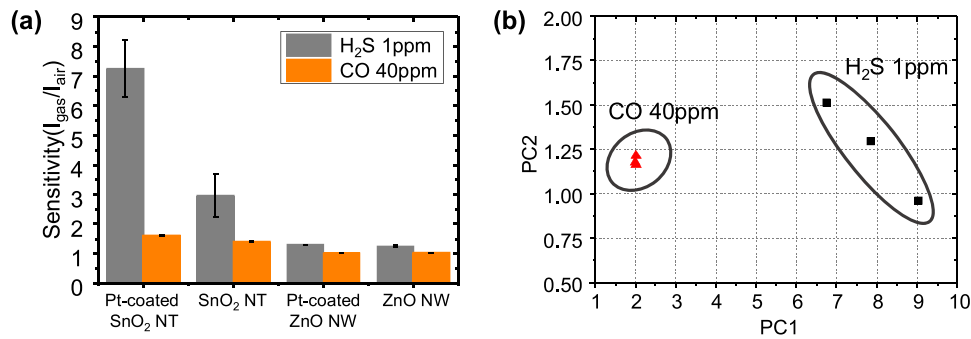 (a)
Sensitivity(I_gas/I_air)
9
8
7
6
5
4
3
2
1
0
H₂S 1ppm
CO 40ppm
Pt-coated
SnO₂ NT
SnO₂ NT
Pt-coated
ZnO NW
ZnO NW
(b)
PC2
2.00
1.75
1.50
1.25
1.00
0.75
0.50
CO 40ppm
H₂S 1ppm
1 2 3 4 5 6 7 8 9 10
PC1